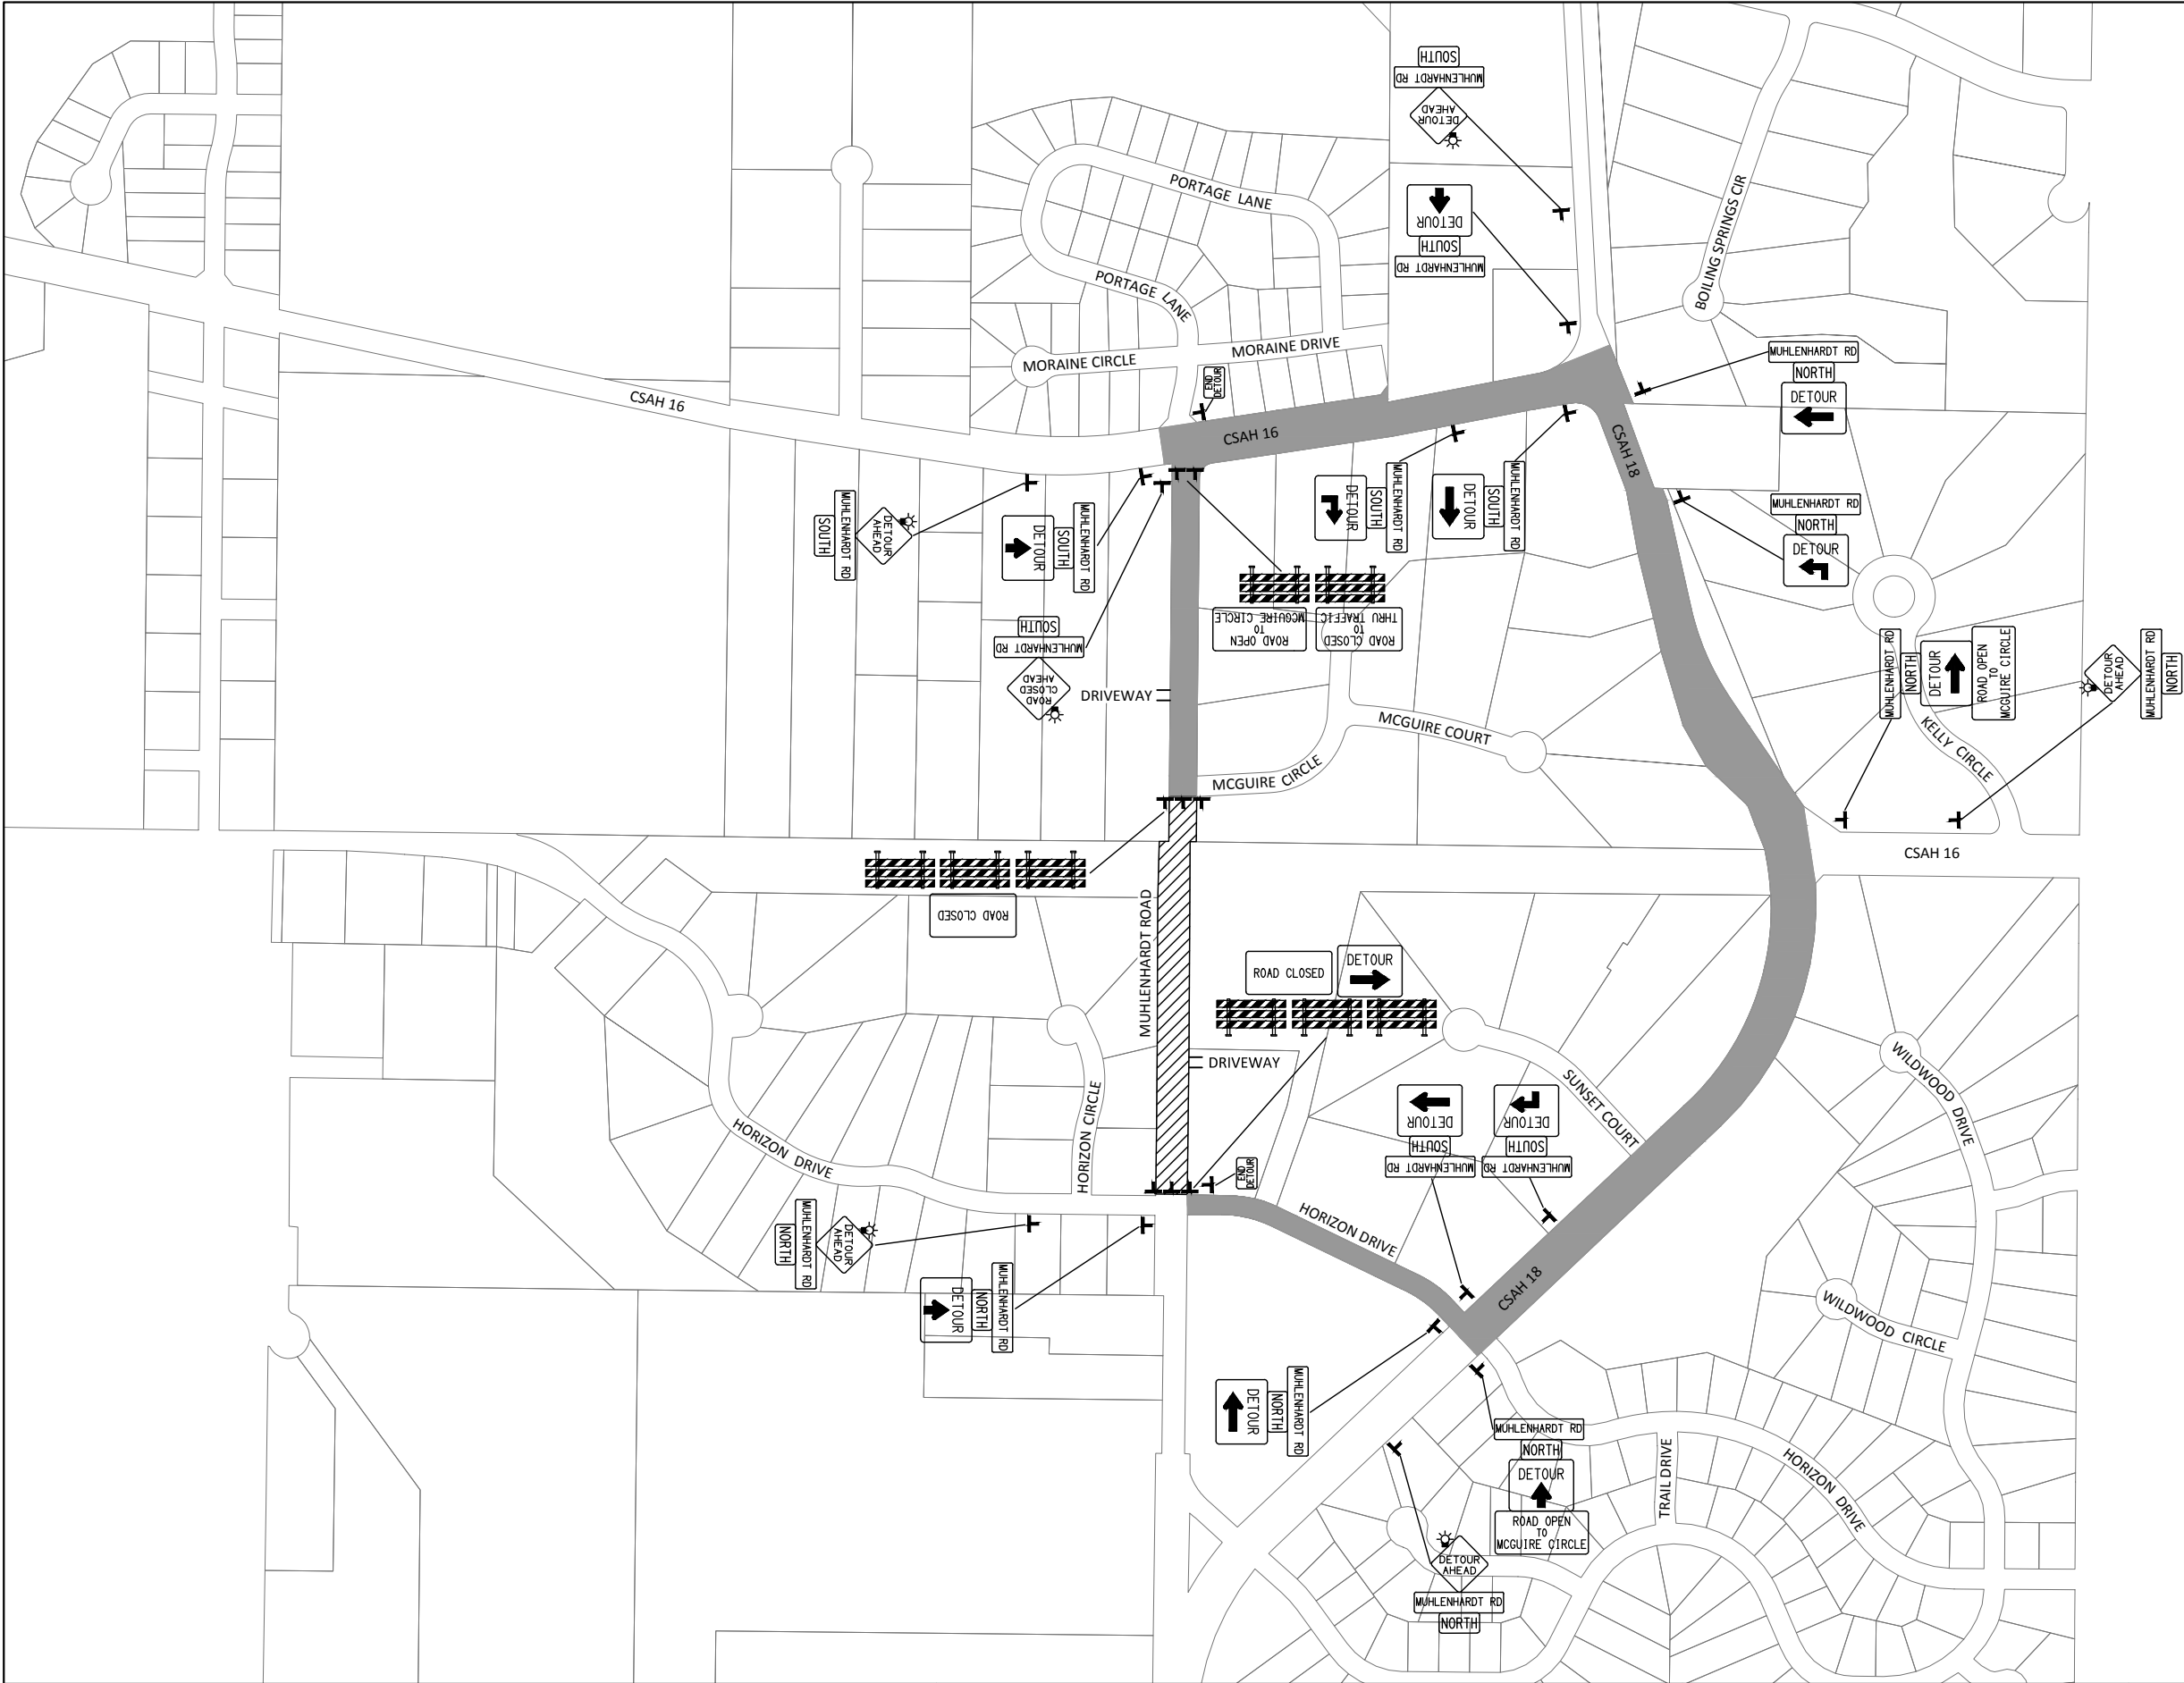 SOUTH
MUHLENHARDT RD
DETOUR
AHEAD
PORTAGE LANE
DETOUR
SOUTH
MUHLENHARDT RD
BOILING SPRINGS CIR
PORTAGE LANE
MORAINE CIRCLE
MORAINE DRIVE
MUHLENHARDT RD
NORTH
DETOUR
END
DETOUR
CSAH 16
CSAH 16
CSAH 18
MUHLENHARDT RD
SOUTH
DETOUR
AHEAD
MUHLENHARDT RD
SOUTH
DETOUR
MUHLENHARDT RD
SOUTH
DETOUR
MUHLENHARDT RD
SOUTH
DETOUR
MUHLENHARDT RD
NORTH
DETOUR
SOUTH
MUHLENHARDT RD
ROAD
CLOSED
AHEAD
ROAD OPEN
TO
MCGUIRE CIRCLE
ROAD CLOSED
TO
THRU TRAFFIC
MUHLENHARDT RD
NORTH
DETOUR
ROAD OPEN
TO
MCGUIRE CIRCLE
DETOUR
AHEAD
MUHLENHARDT RD
NORTH
DRIVEWAY
MCGUIRE COURT
KELLY CIRCLE
MCGUIRE CIRCLE
CSAH 16
ROAD CLOSED
MUHLENHARDT ROAD
ROAD CLOSED
DETOUR
DRIVEWAY
WILDWOOD DRIVE
SUNSET COURT
DETOUR
SOUTH
MUHLENHARDT RD
DETOUR
SOUTH
MUHLENHARDT RD
HORIZON DRIVE
HORIZON CIRCLE
END
DETOUR
HORIZON DRIVE
MUHLENHARDT RD
NORTH
DETOUR
AHEAD
MUHLENHARDT RD
NORTH
DETOUR
CSAH 18
WILDWOOD CIRCLE
MUHLENHARDT RD
NORTH
DETOUR
MUHLENHARDT RD
NORTH
DETOUR
ROAD OPEN
TO
MCGUIRE CIRCLE
TRAIL DRIVE
HORIZON DRIVE
DETOUR
AHEAD
MUHLENHARDT RD
NORTH